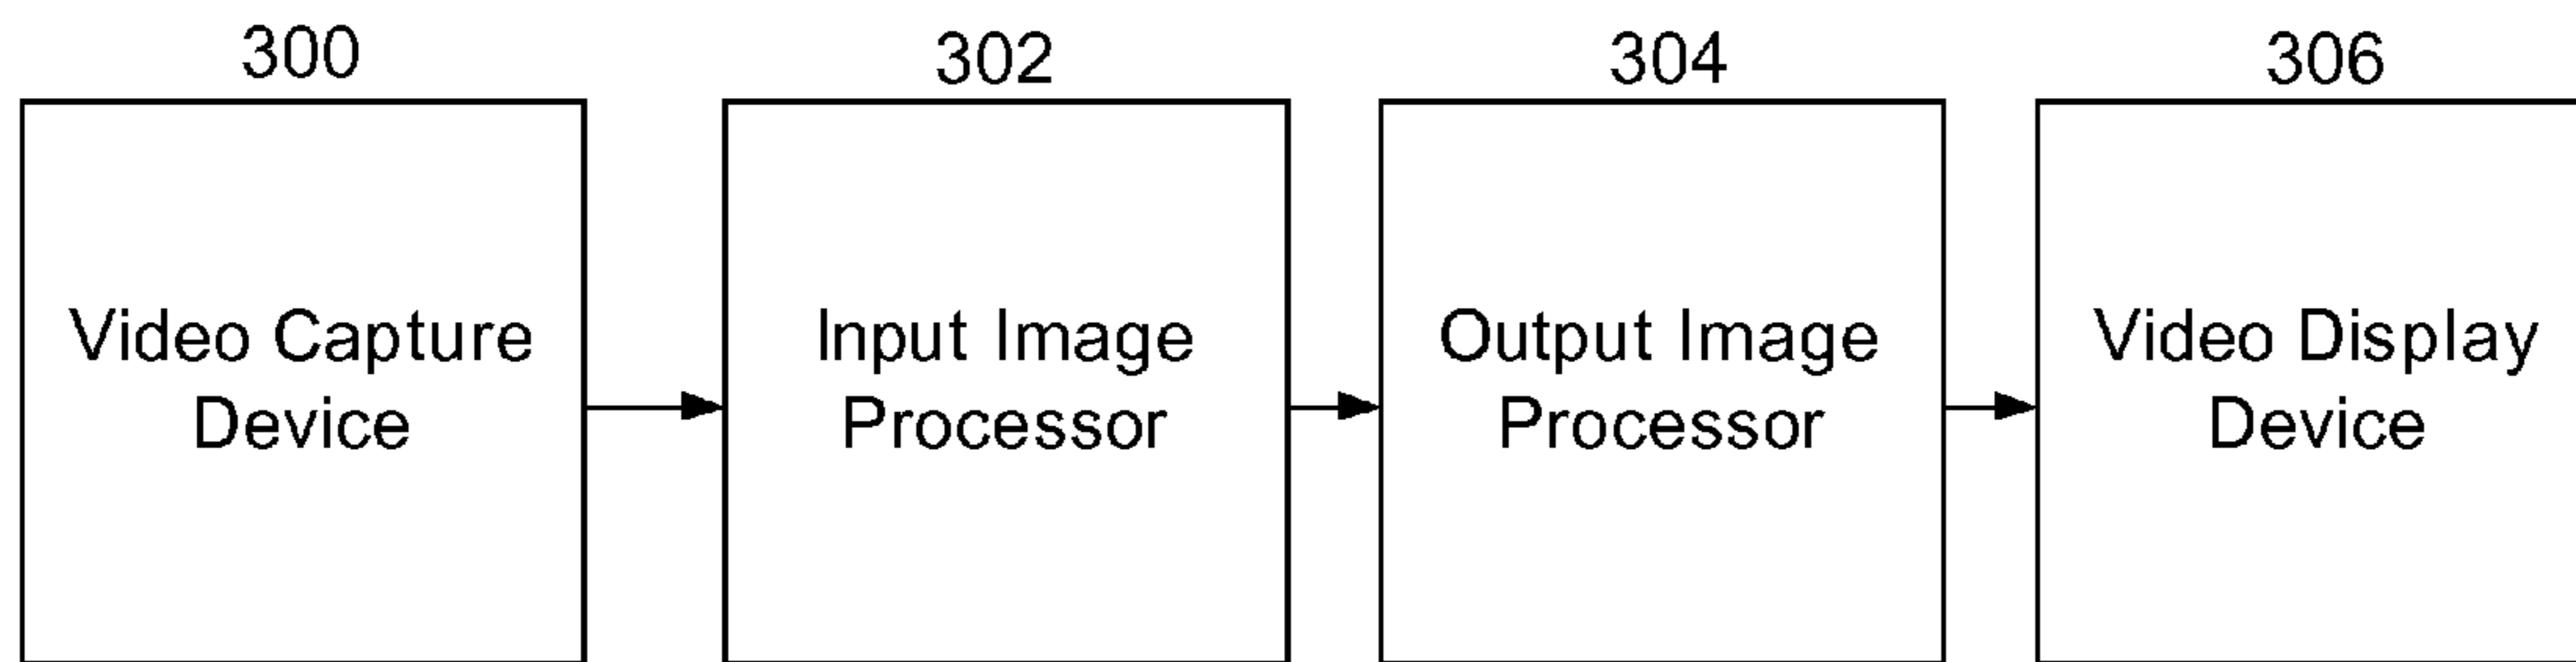 300
302
304
306
Video Capture
Device
Input Image
Processor
Output Image
Processor
Video Display
Device